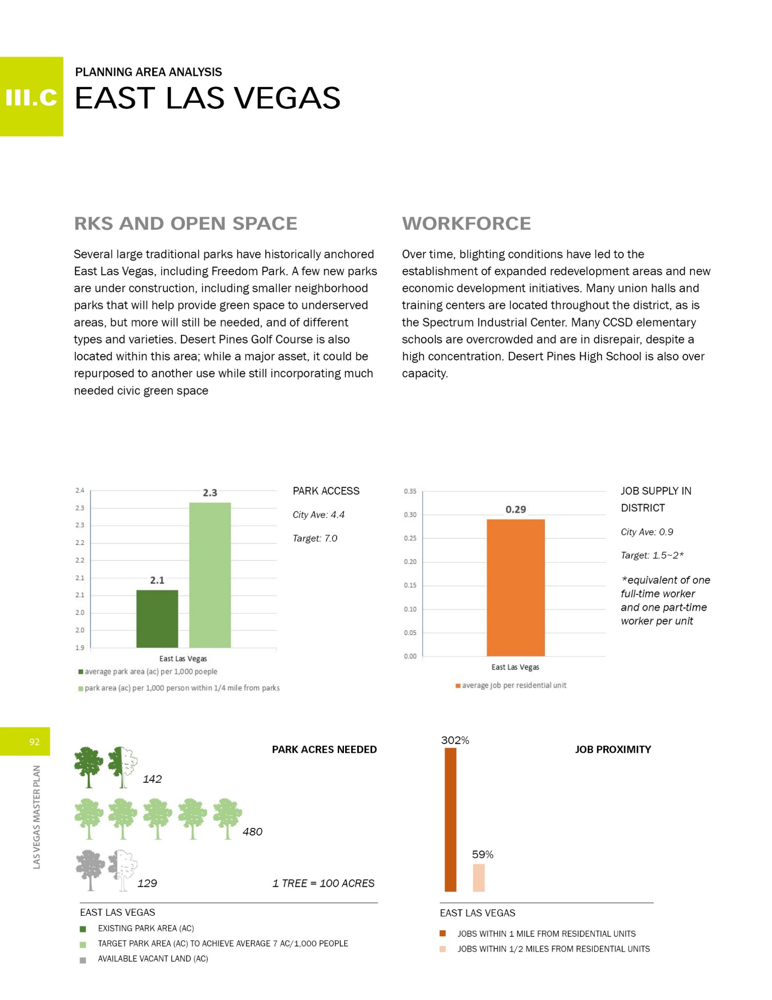 III.C
PLANNING AREA ANALYSIS
EAST LAS VEGAS
RKS AND OPEN SPACE
Several large traditional parks have historically anchored
East Las Vegas, including Freedom Park. A few new parks
are under construction, including smaller neighborhood
parks that will help provide green space to underserved
areas, but more will still be needed, and of different
types and varieties. Desert Pines Golf Course is also
located within this area; while a major asset, it could be
repurposed to another use while still incorporating much
needed civic green space
WORKFORCE
Over time, blighting conditions have led to the
establishment of expanded redevelopment areas and new
economic development initiatives. Many union halls and
training centers are located throughout the district, as is
the Spectrum Industrial Center. Many CCSD elementary
schools are overcrowded and are in disrepair, despite a
high concentration. Desert Pines High School is also over
capacity.
2.4
2.3
2.3
2.2
2.2
2.1
2.1
2.0
2.0
1.9
2.1
2.3
East Las Vegas
average park area (ac) per 1,000 poeple
park area (ac) per 1,000 person within 1/4 mile from parks
PARK ACCESS
City Ave: 4.4
Target: 7.0
0.35
0.30
0.25
0.20
0.15
0.10
0.05
0.00
0.29
East Las Vegas
average job per residential unit
JOB SUPPLY IN
DISTRICT
City Ave: 0.9
Target: 1.5~2*
*equivalent of one
full-time worker
and one part-time
worker per unit
92
LAS VEGAS MASTER PLAN
PARK ACRES NEEDED
142
480
129
1 TREE = 100 ACRES
EAST LAS VEGAS
EXISTING PARK AREA (AC)
TARGET PARK AREA (AC) TO ACHIEVE AVERAGE 7 AC/1,000 PEOPLE
AVAILABLE VACANT LAND (AC)
302%
JOB PROXIMITY
59%
EAST LAS VEGAS
JOBS WITHIN 1 MILE FROM RESIDENTIAL UNITS
JOBS WITHIN 1/2 MILES FROM RESIDENTIAL UNITS